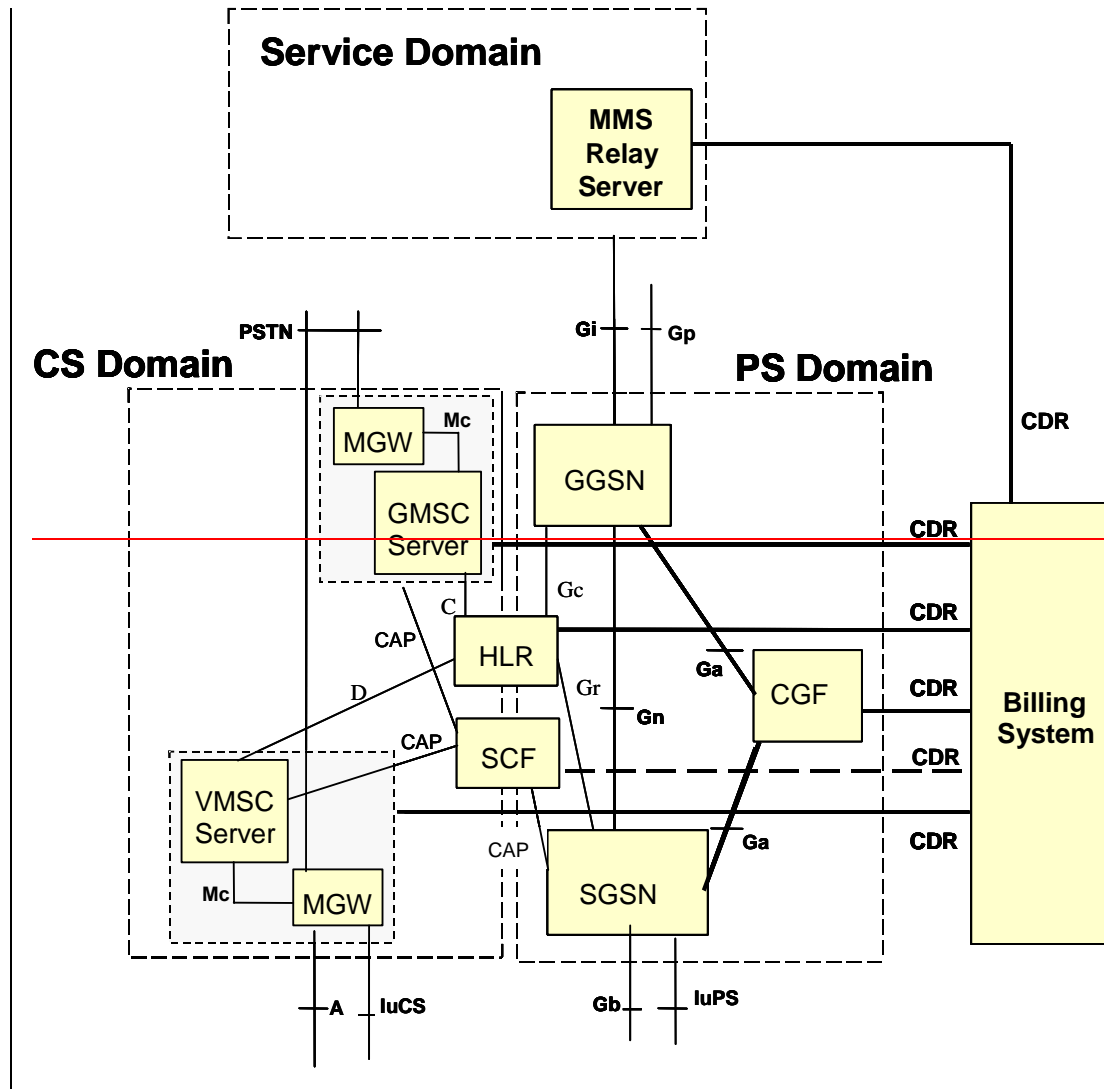 Service Domain
MMS
Relay
Server
PSTN
Gi
Gp
CS Domain
PS Domain
MGW
Mc
CDR
GGSN
GMSC
Server
CDR
C
Gc
CDR
CAP
HLR
Ga
D
Gr
CGF
CDR
Gn
Billing
System
CAP
SCF
CDR
VMSC
Server
Ga
CDR
CAP
Mc
MGW
SGSN
A
IuCS
Gb
IuPS